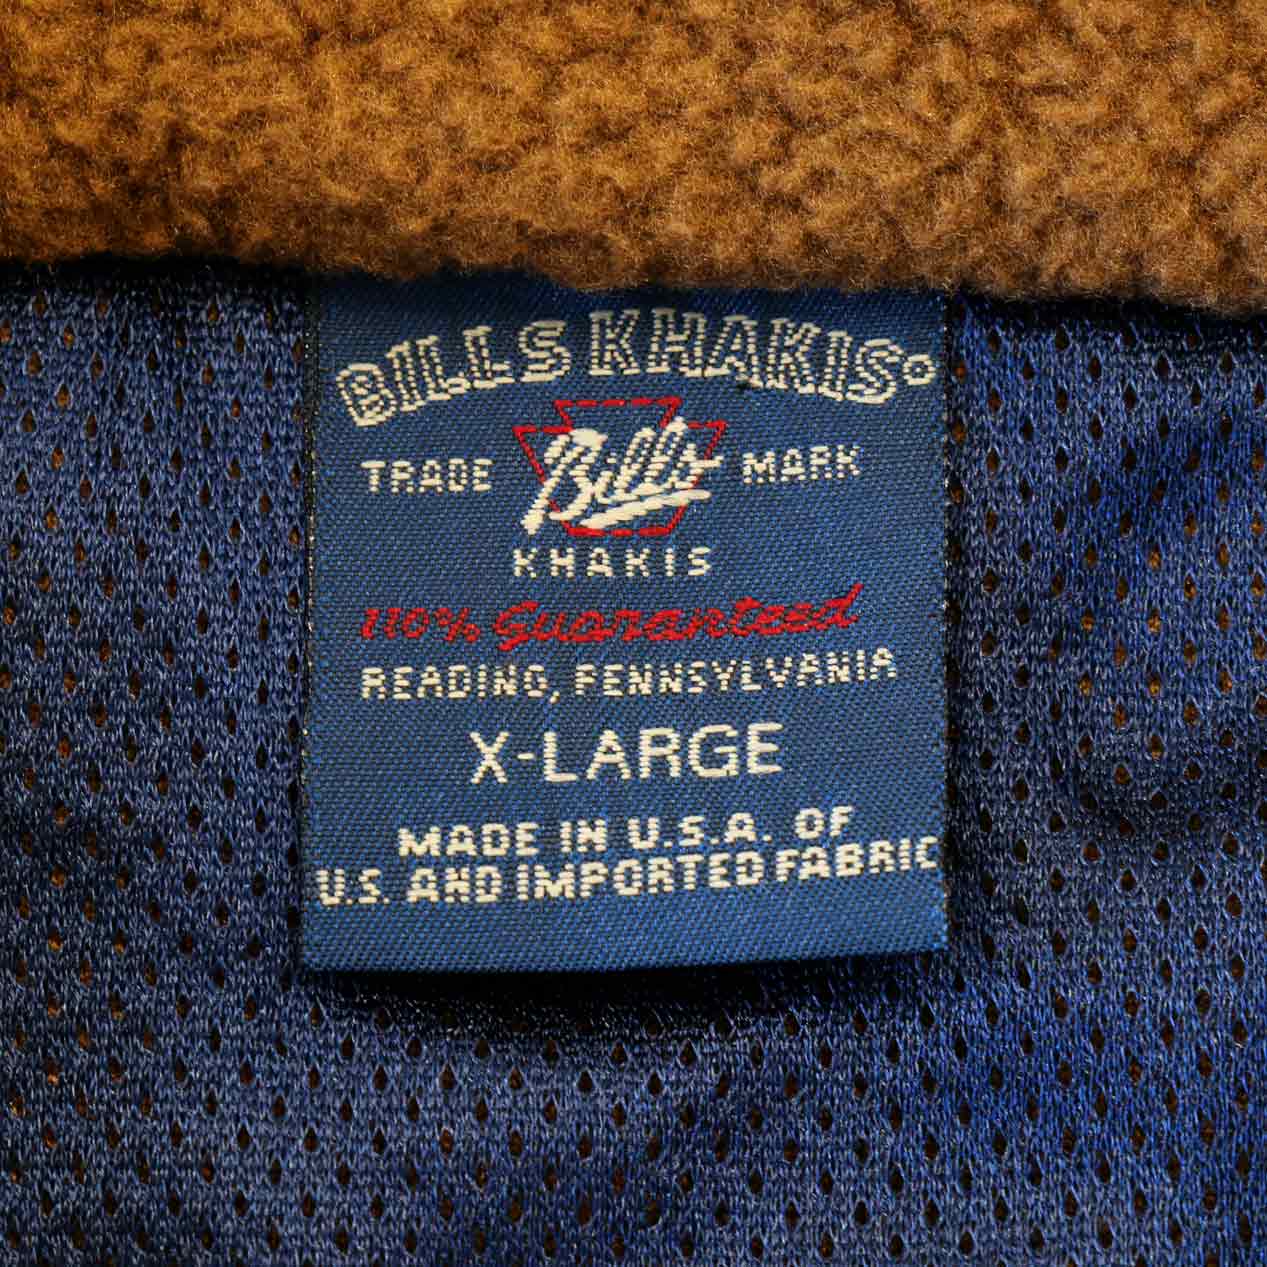 BILLS KHAKIS®
TRADE Bills MARK
KHAKIS
110% Guaranteed
READING, PENNSYLVANIA
X-LARGE
MADE IN U.S.A. OF
U.S. AND IMPORTED FABRIC